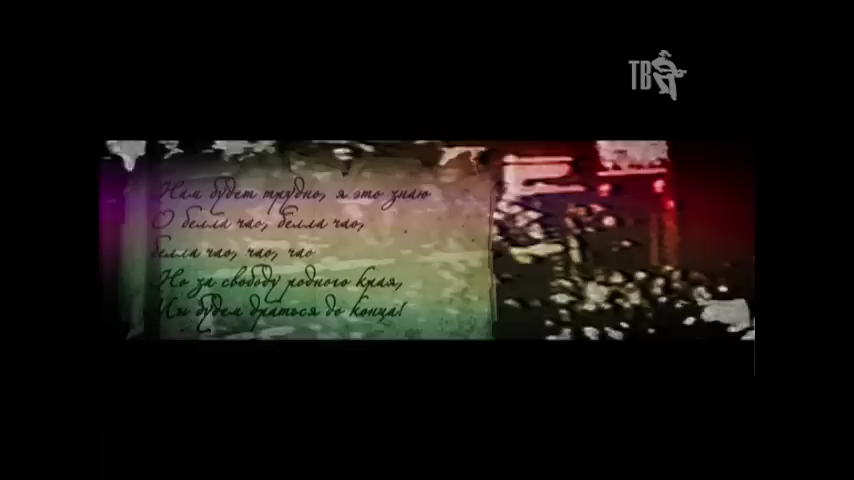 ТВ
Нам будет трудно, я это знаю
О белла чао, белла чао,
белла чао, чао, чао
Но за свободу родного края,
Мы будем драться до конца!